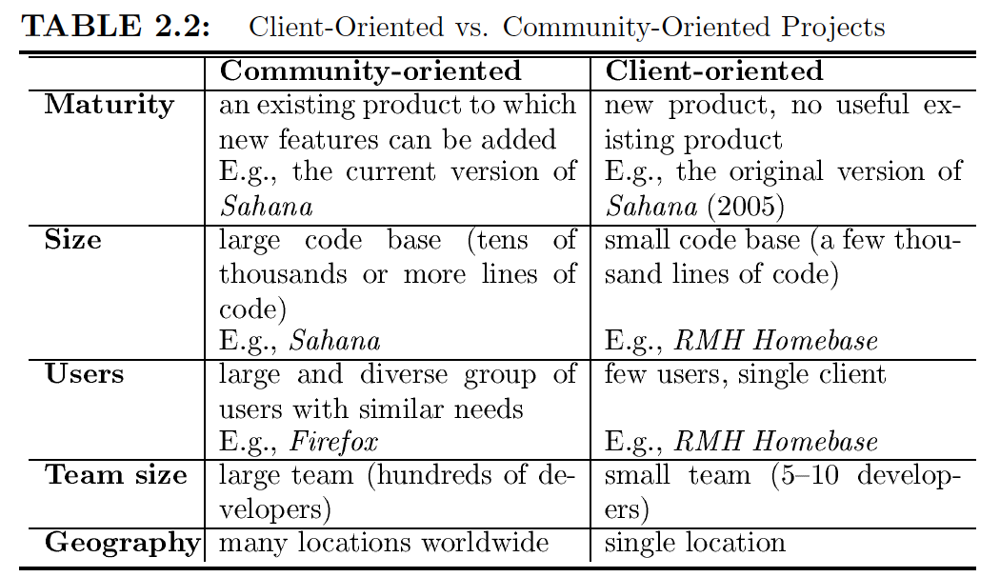 TABLE 2.2: Client-Oriented vs. Community-Oriented Projects
Community-oriented Client-oriented
Maturity an existing product to which new product, no useful ex-
new features can be added isting product
E.g., the current version of E.g., the original version of
Sahana Sahana (2005)
Size large code base (tens of small code base (a few thou-
thousands or more lines of sand lines of code)
code)
E.g., Sahana E.g., RMH Homebase
Users large and diverse group of few users, single client
users with similar needs
E.g., Firefox E.g., RMH Homebase
Team size large team (hundreds of de- small team (5–10 develop-
velopers) ers)
Geography many locations worldwide single location